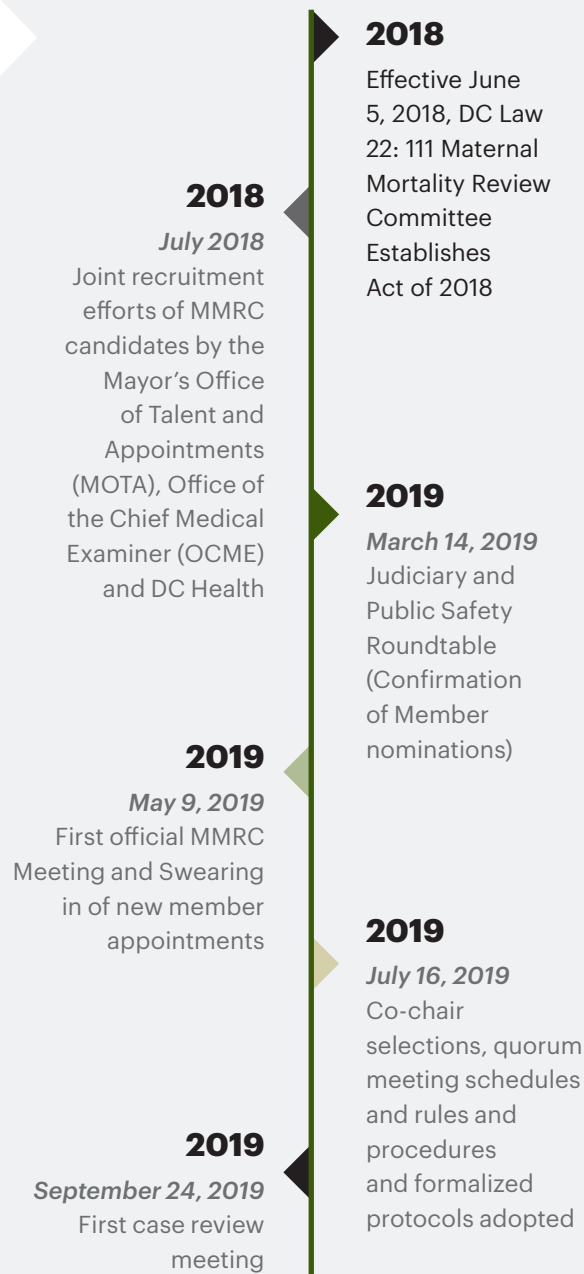 2018
Effective June
5, 2018, DC Law
22: 111 Maternal
Mortality Review
Committee
Establishes
Act of 2018
2018
July 2018
Joint recruitment
efforts of MMRC
candidates by the
Mayor’s Office
of Talent and
Appointments
(MOTA), Office of
the Chief Medical
Examiner (OCME)
and DC Health
2019
March 14, 2019
Judiciary and
Public Safety
Roundtable
(Confirmation
of Member
nominations)
2019
May 9, 2019
First official MMRC
Meeting and Swearing
in of new member
appointments
2019
July 16, 2019
Co-chair
selections, quorum
meeting schedules
and rules and
procedures
and formalized
protocols adopted
2019
September 24, 2019
First case review
meeting